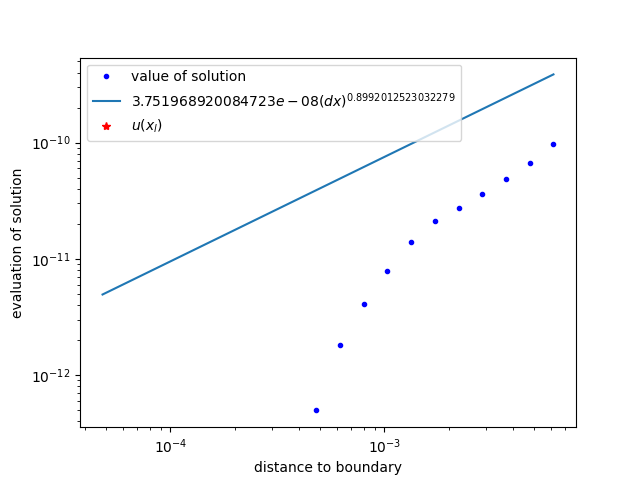 value of solution
3.751968920084723e − 08(dx)^0.8992012523032279
u(x_l)
10^−10
10^−11
10^−12
evaluation of solution
10^−4
10^−3
distance to boundary